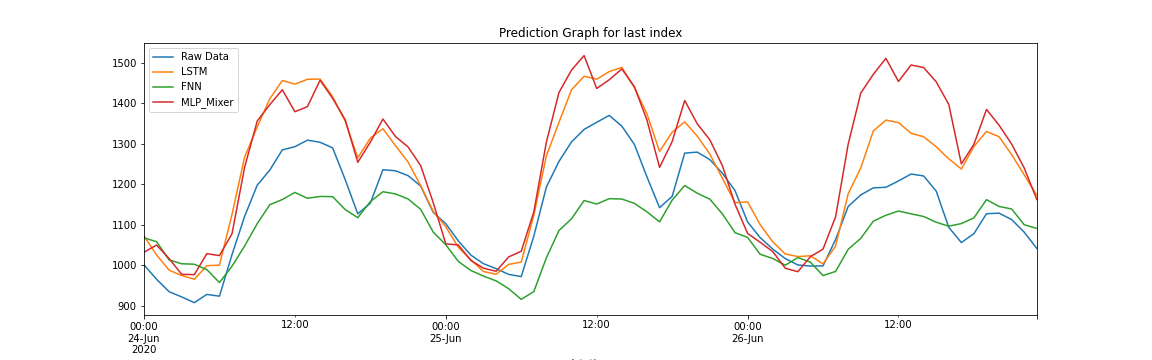 Prediction Graph for last index
Raw Data
LSTM
FNN
MLP_Mixer
1500
1400
1300
1200
1100
1000
900
00:00 12:00 00:00 12:00 00:00 12:00
24-Jun 25-Jun 26-Jun
2020